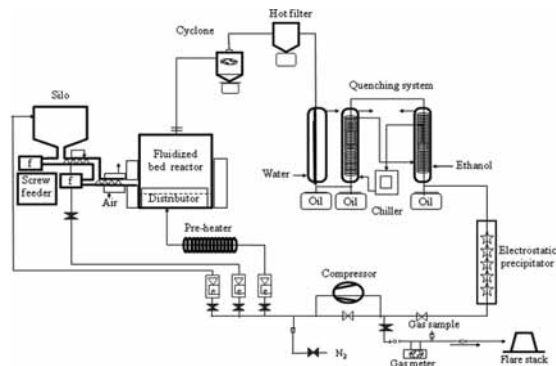 Hot filter
Cyclone
Silo
Quenching system
Fluidized
bed reactor
f
Screw
feeder
f
Air
Distributor
Water
Ethanol
Oil
Oil
Oil
Chiller
Pre-heater
Electrostatic
precipitator
Compressor
Gas sample
N₂
Gas meter
Flare stack